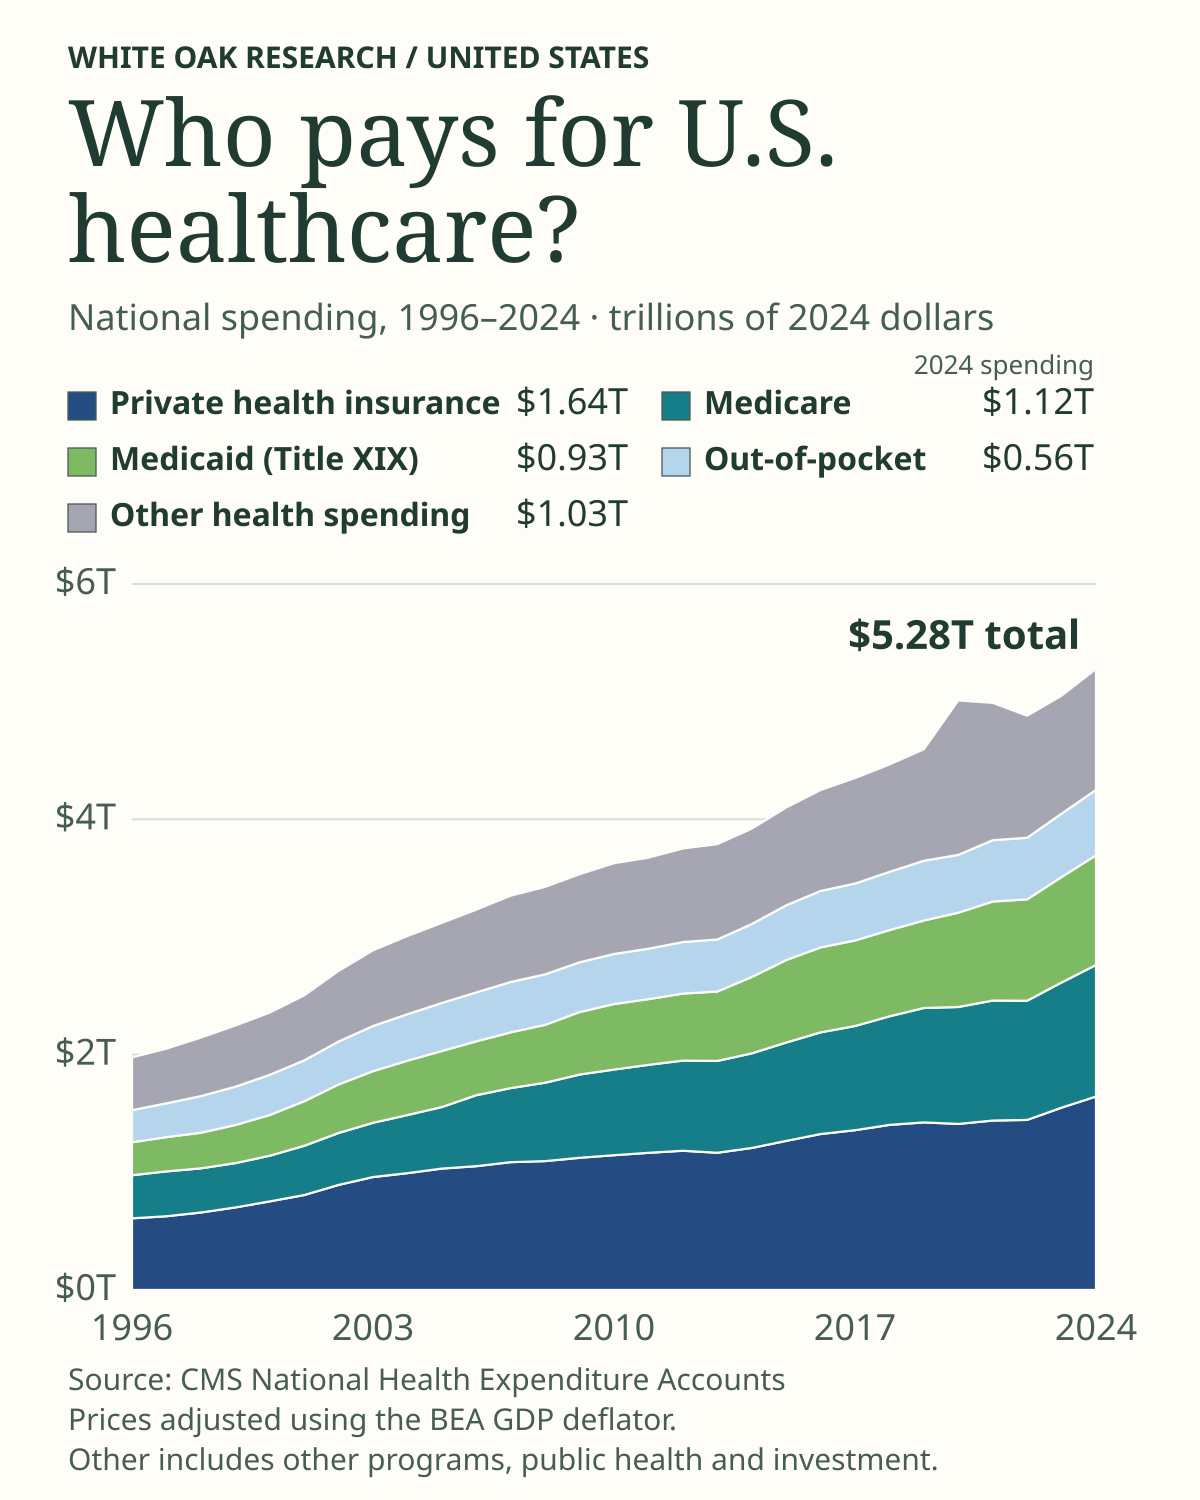 WHITE OAK RESEARCH / UNITED STATES
Who pays for U.S.
healthcare?
National spending, 1996–2024 · trillions of 2024 dollars
2024 spending
Private health insurance $1.64T Medicare $1.12T
Medicaid (Title XIX) $0.93T Out-of-pocket $0.56T
Other health spending $1.03T
$6T
$5.28T total
$4T
$2T
$0T
1996 2003 2010 2017 2024
Source: CMS National Health Expenditure Accounts
Prices adjusted using the BEA GDP deflator.
Other includes other programs, public health and investment.